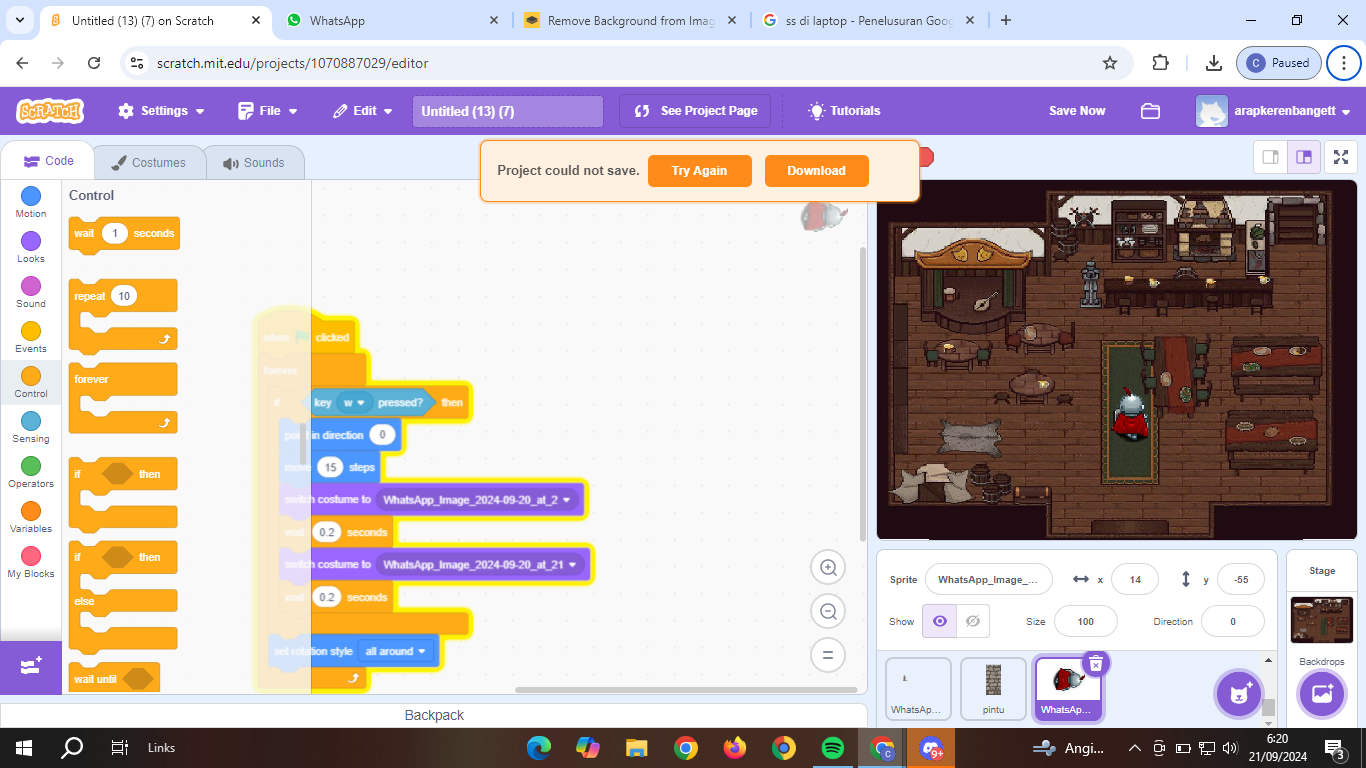 Untitled (13) (7) on Scratch
WhatsApp
Remove Background from Imag
ss di laptop - Penelusuran Goog
scratch.mit.edu/projects/1070887029/editor
C
Paused
SCRATCH
Settings
File
Edit
Untitled (13) (7)
See Project Page
Tutorials
Save Now
arapkerenbangett
Code
Costumes
Sounds
Project could not save.
Try Again
Download
Motion
Looks
Sound
Events
Control
Sensing
Operators
Variables
My Blocks
Control
wait 1 seconds
repeat 10
forever
if then
if then
else
wait until
when clicked
forever
if key w pressed? then
point in direction 0
move 15 steps
switch costume to WhatsApp_Image_2024-09-20_at_2
wait 0.2 seconds
switch costume to WhatsApp_Image_2024-09-20_at_21
wait 0.2 seconds
set rotation style all around
Backpack
Sprite WhatsApp_Image_... x 14 y -55
Show Size 100 Direction 0
WhatsAp...
pintu
WhatsAp...
Stage
Backdrops
Links
C
9+
Angi...
6:20
21/09/2024
3